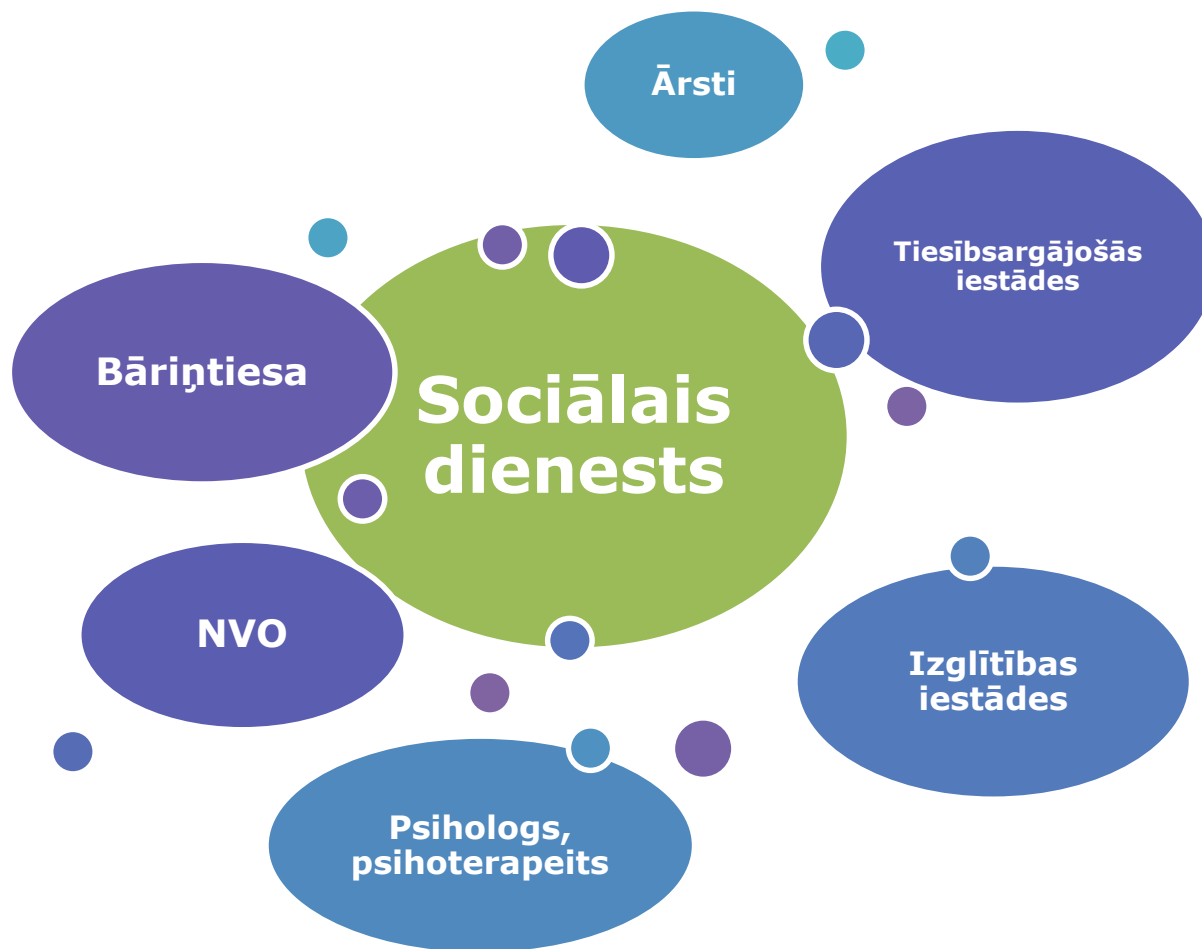 Ārsti
Tiesībsargājošās
iestādes
Bāriņtiesa
Sociālais
dienests
NVO
Izglītības
iestādes
Psihologs,
psihoterapeits